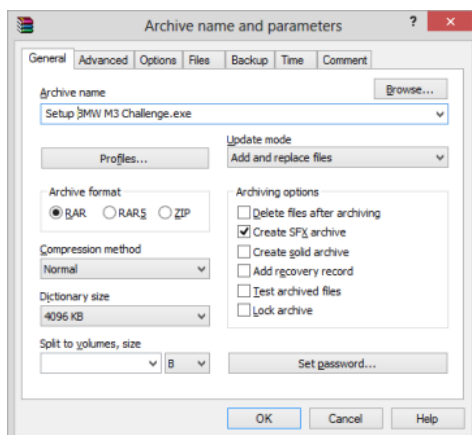 Archive name and parameters
? ×
General Advanced Options Files Backup Time Comment
Archive name
Browse...
Setup BMW M3 Challenge.exe
Update mode
Profiles...
Add and replace files
Archive format
RAR RAR5 ZIP
Archiving options
Delete files after archiving
Create SFX archive
Create solid archive
Add recovery record
Test archived files
Lock archive
Compression method
Normal
Dictionary size
4096 KB
Split to volumes, size
B
Set password...
OK Cancel Help